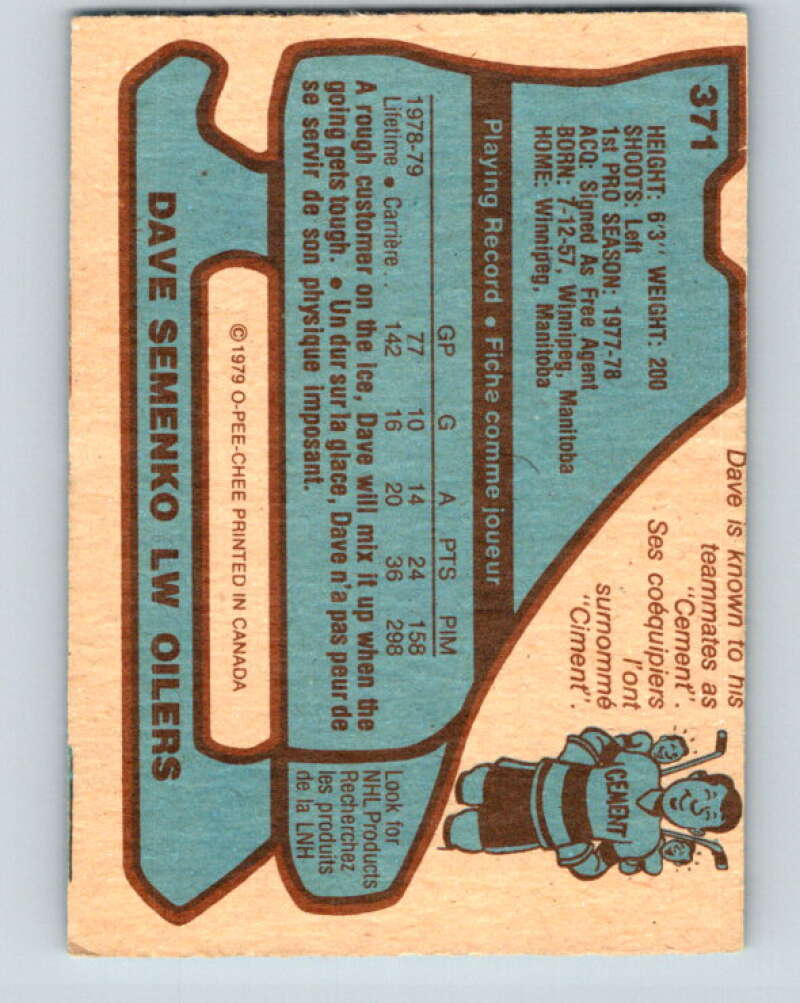 371
HEIGHT: 6'3'' WEIGHT: 200
SHOOTS: Left
1st PRO SEASON: 1977-78
ACQ: Signed As Free Agent
BORN: 7-12-57, Winnipeg, Manitoba
HOME: Winnipeg, Manitoba
Dave is known to his
teammates as
"Cement".
Ses coéquipiers
l'ont
surnommé
"Ciment".
CEMENT
Playing Record • Fiche comme joueur
GP G A PTS PIM
1978-79 77 10 14 24 158
Lifetime • Carrière . . 142 16 20 36 298
A rough customer on the ice, Dave will mix it up when the
going gets tough. • Un dur sur la glace, Dave n'a pas peur de
se servir de son physique imposant.
Look for
NHL Products
Recherchez
les produits
de la LNH
©1979 O-PEE-CHEE PRINTED IN CANADA
DAVE SEMENKO LW OILERS